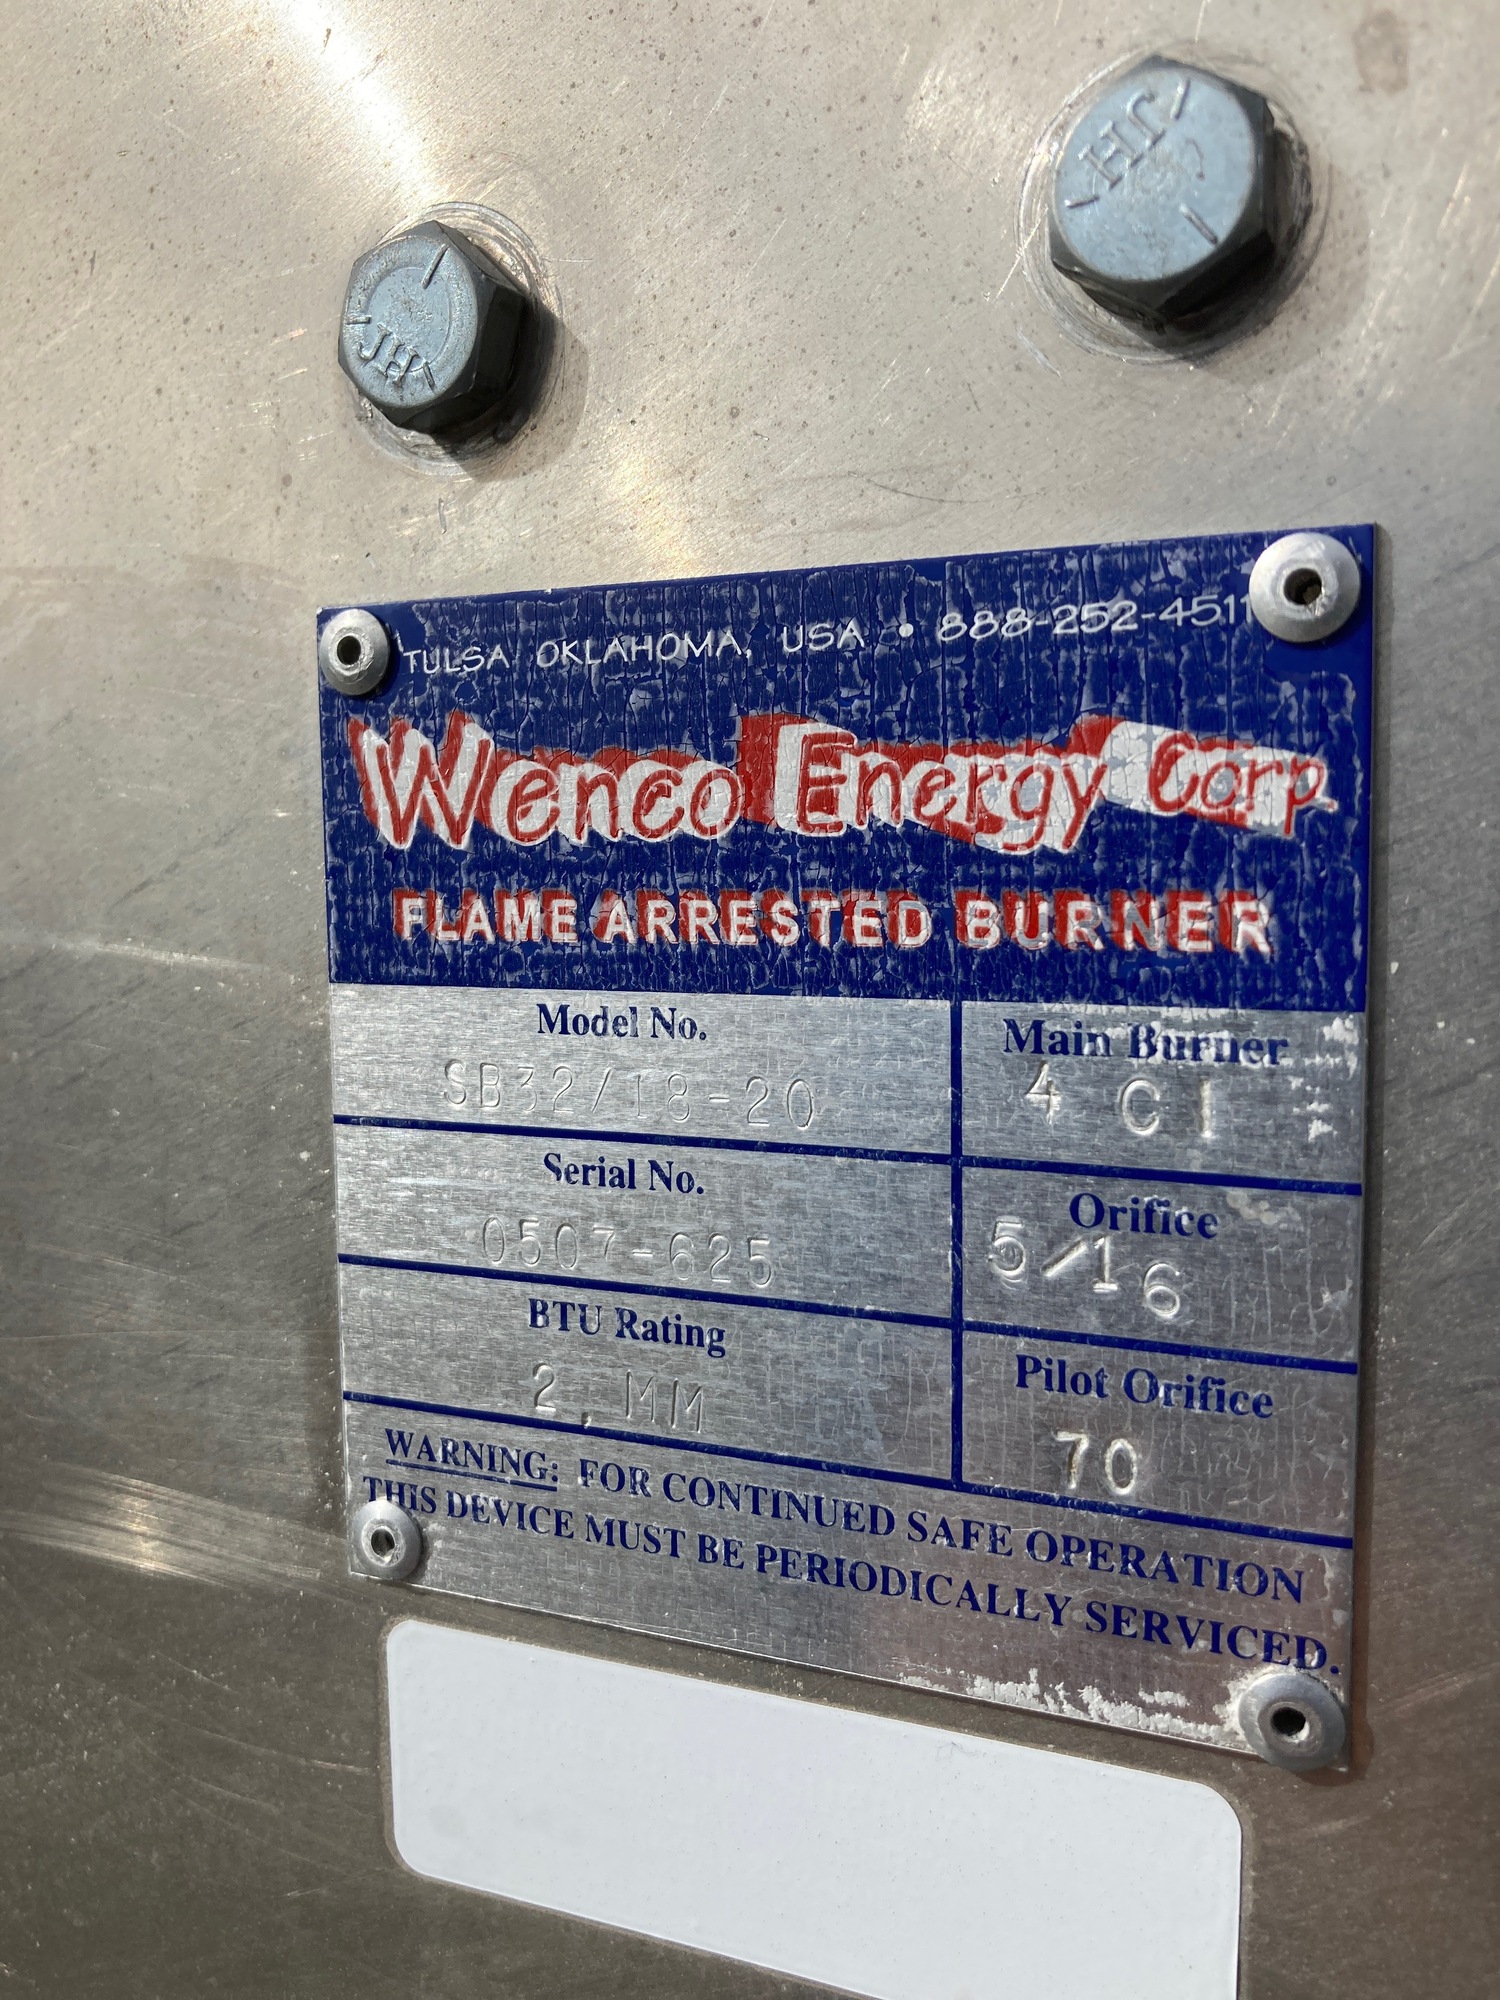 JH
JH
TULSA, OKLAHOMA, USA • 888-252-4511
Wenco Energy Corp.
FLAME ARRESTED BURNER
Model No.
SB32/18-20
Main Burner
4 CI
Serial No.
0507-625
Orifice
5/16
BTU Rating
2.MM
Pilot Orifice
70
WARNING: FOR CONTINUED SAFE OPERATION
THIS DEVICE MUST BE PERIODICALLY SERVICED.